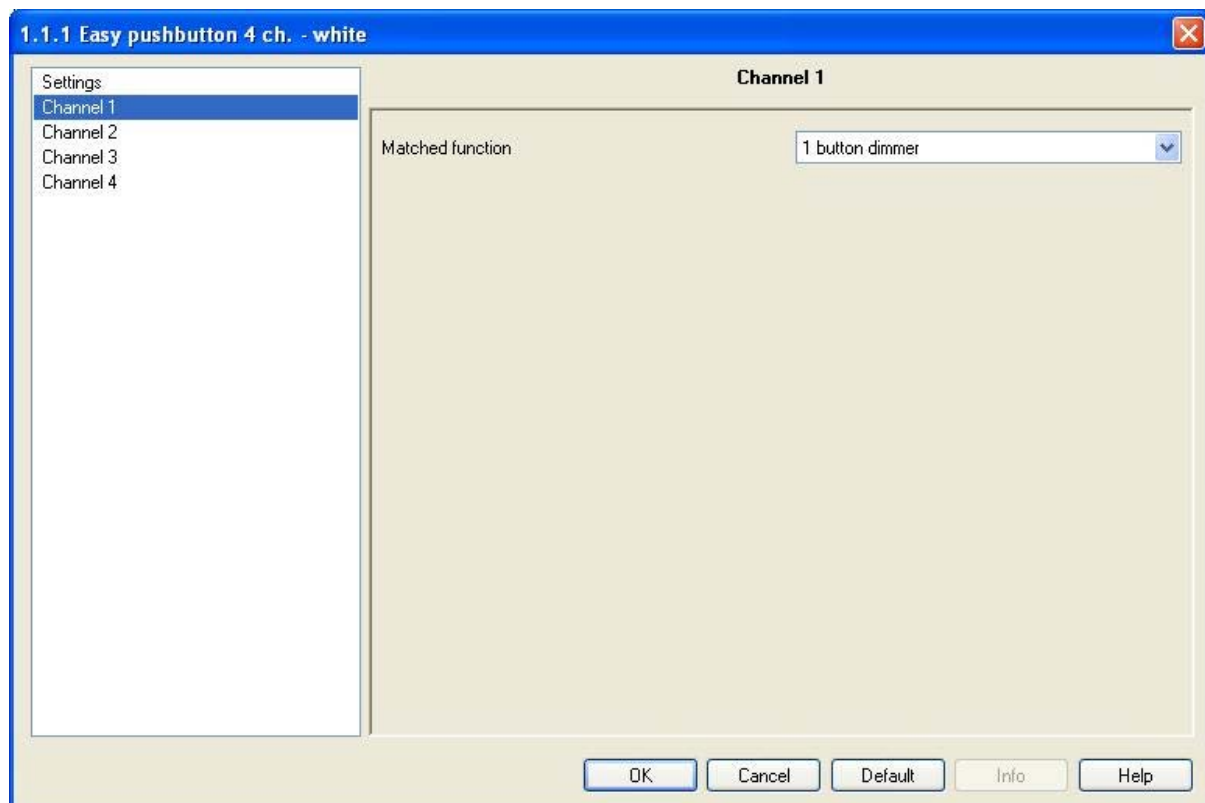 1.1.1 Easy pushbutton 4 ch. - white
Settings
Channel 1
Channel 2
Channel 3
Channel 4
Channel 1
Matched function
1 button dimmer
OK
Cancel
Default
Info
Help